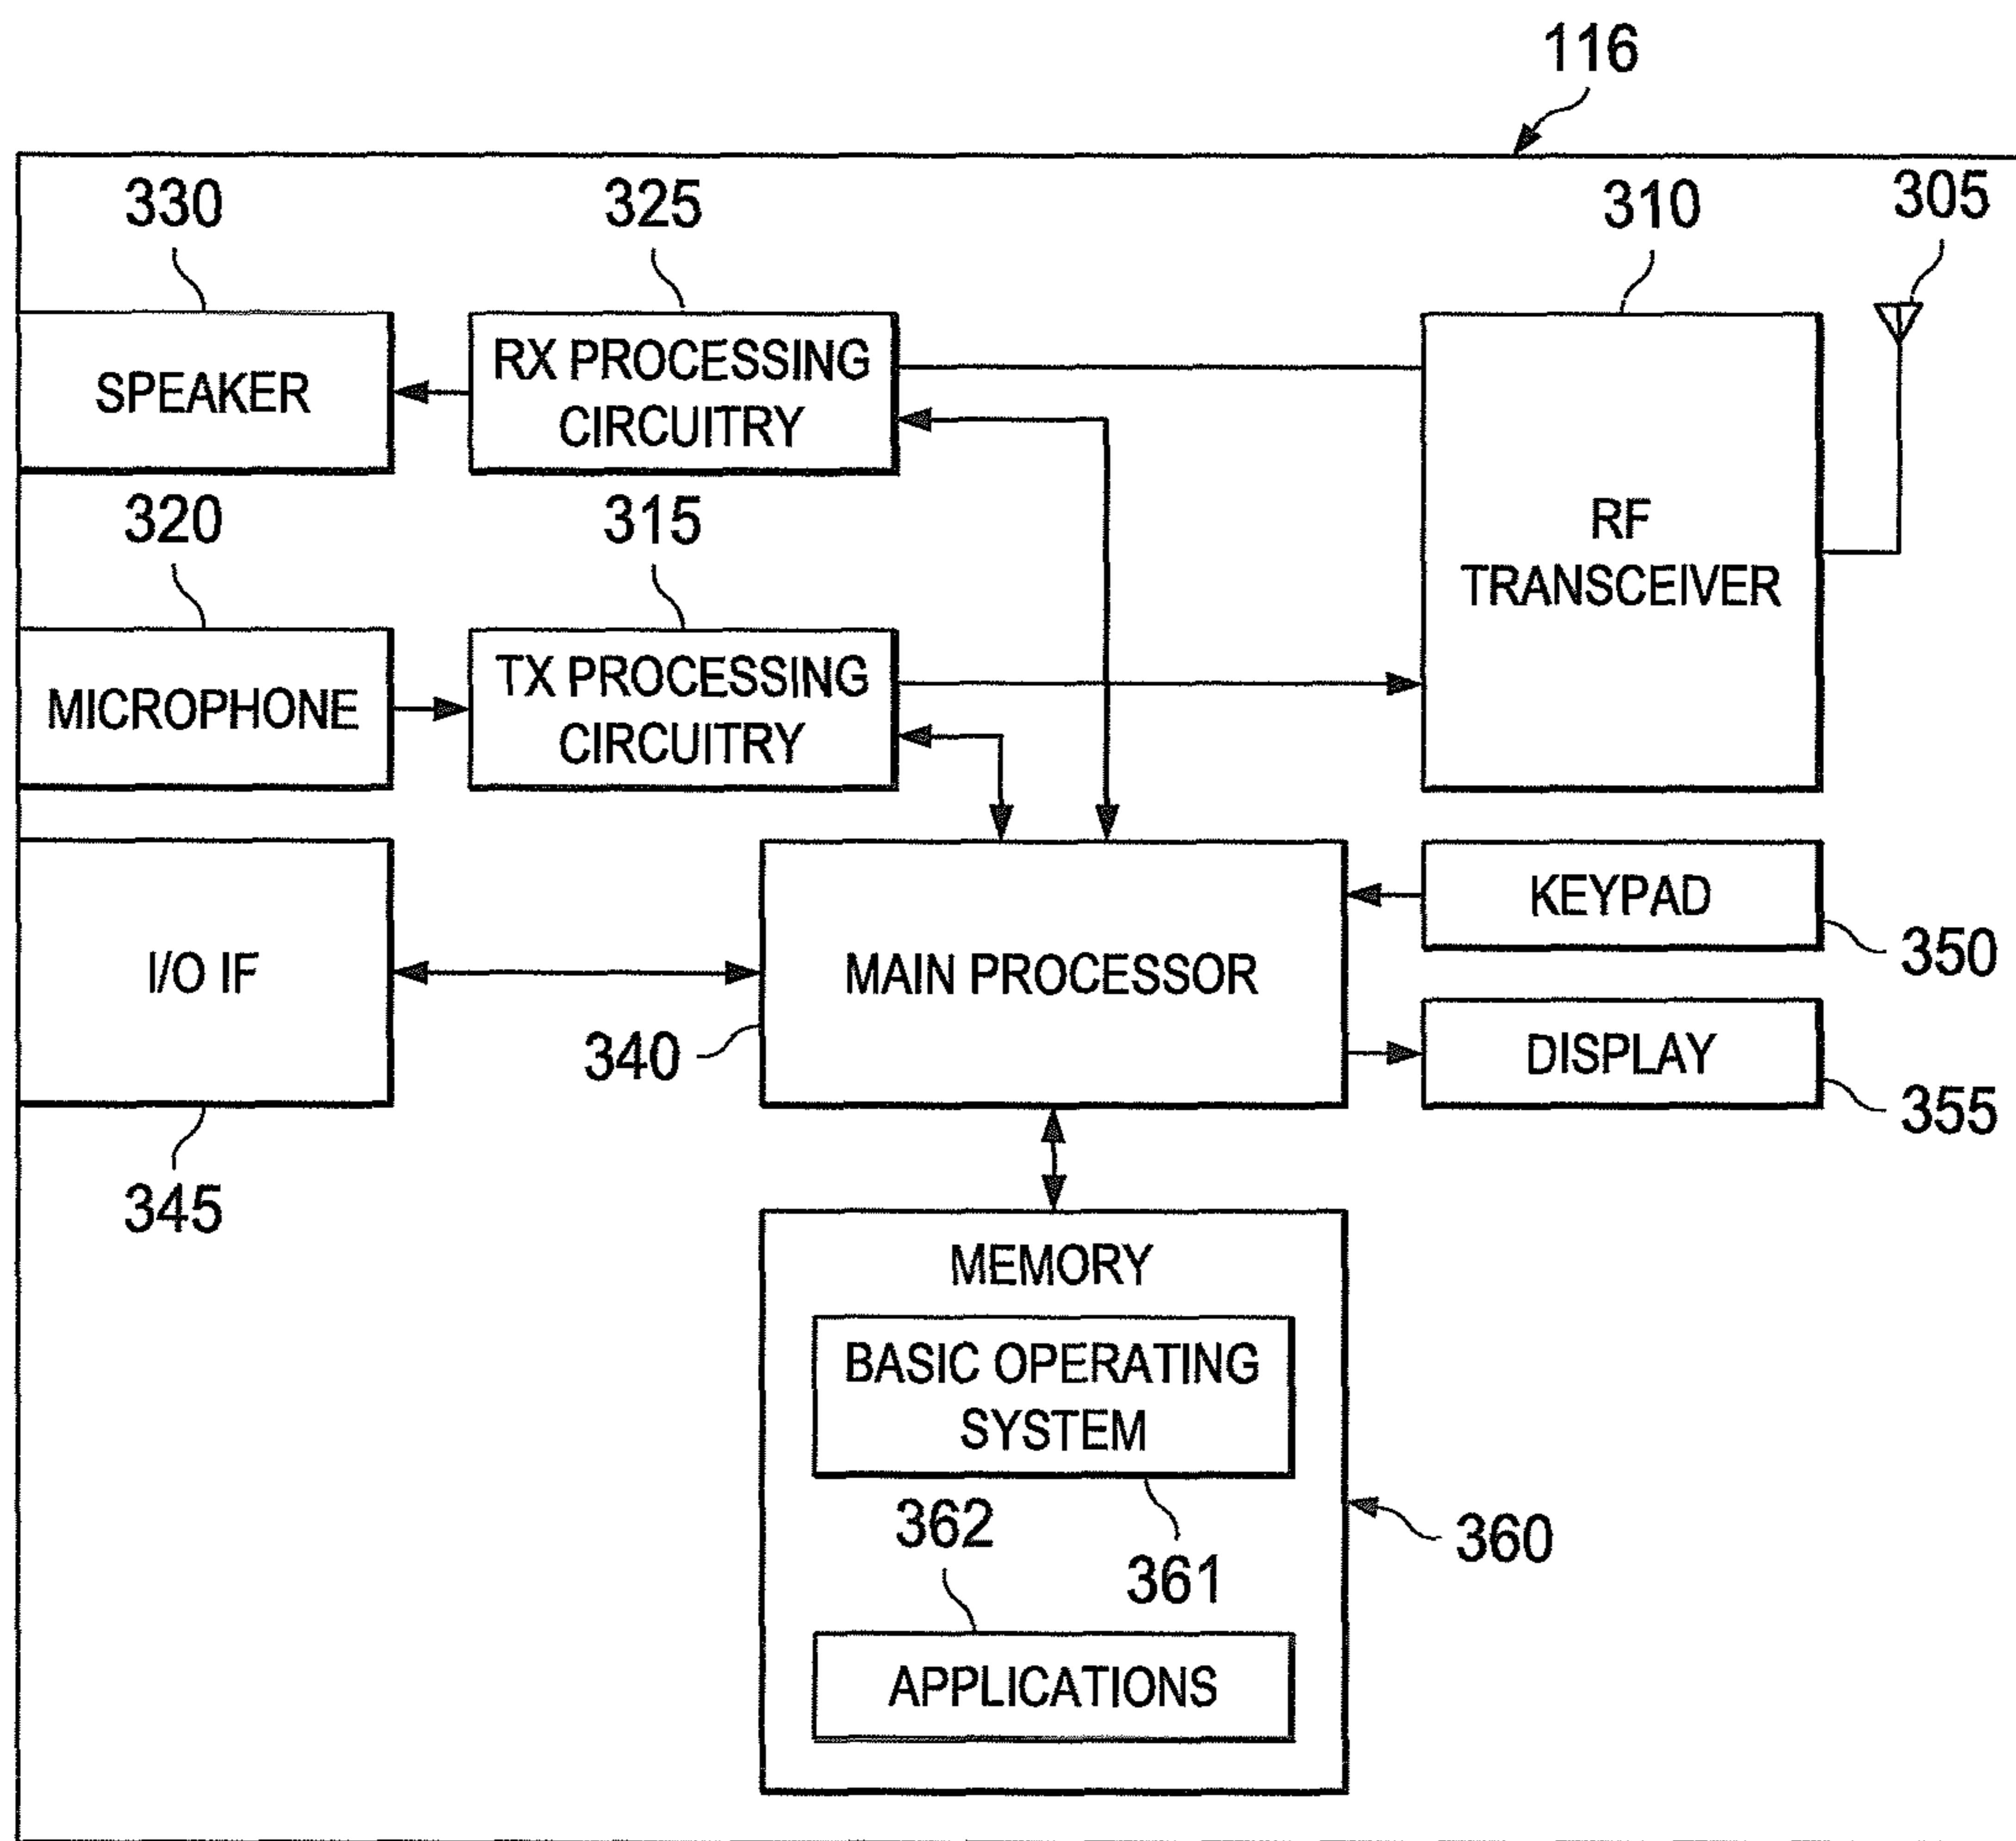 116
330
325
310
305
SPEAKER
RX PROCESSING
CIRCUITRY
RF
TRANSCEIVER
320
315
MICROPHONE
TX PROCESSING
CIRCUITRY
I/O IF
345
MAIN PROCESSOR
340
KEYPAD
350
DISPLAY
355
MEMORY
BASIC OPERATING
SYSTEM
362
361
360
APPLICATIONS